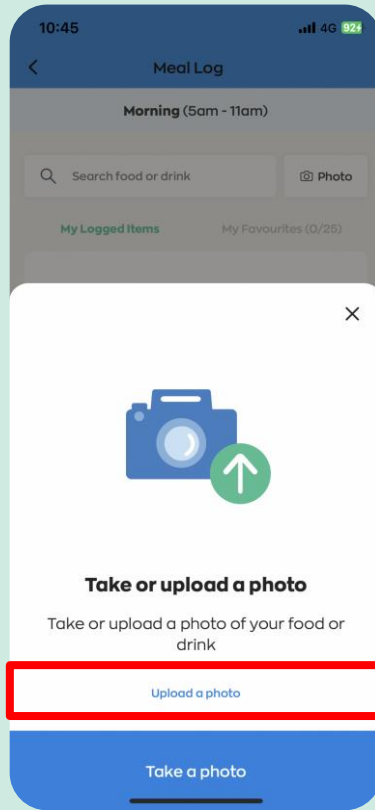 10:45
4G 92
Meal Log
Morning (5am - 11am)
Search food or drink
Photo
My Logged Items
My Favourites (0/25)
Take or upload a photo
Take or upload a photo of your food or
drink
Upload a photo
Take a photo